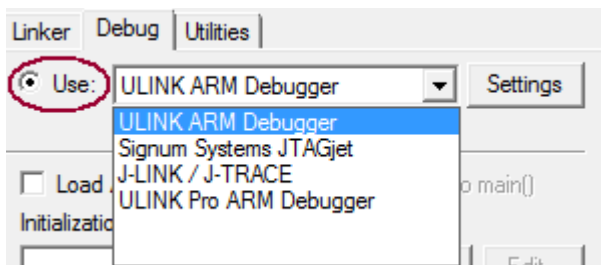 Linker Debug Utilities
Use: ULINK ARM Debugger Settings
ULINK ARM Debugger
Signum Systems JTAGjet
J-LINK / J-TRACE
ULINK Pro ARM Debugger
Load main()
Initializatio
Edit...